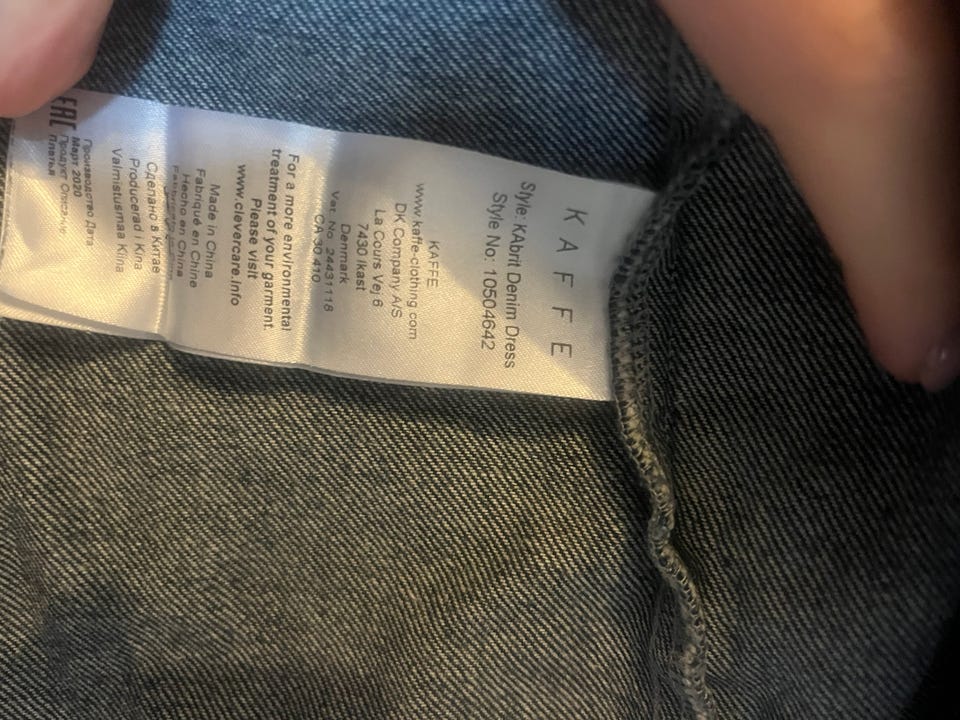 KAFFE
Style: KAbrit Denim Dress
Style No: 10504642
KAFFE
www.kaffe-clothing.com
DK Company A/S
La Cours Vej 6
7430 Ikast
Denmark
Vat. No. 24431118
CA 30 410
For a more environmental
treatment of your garment.
Please visit
www.clevercare.info
Made in China
Fabriqué en Chine
Hecho en China
Сделано в Китае
Producerad i Kina
Valmistusmaa Kiina
Производство Дата
Март 2020
Продукт Описание
Платья
EAC